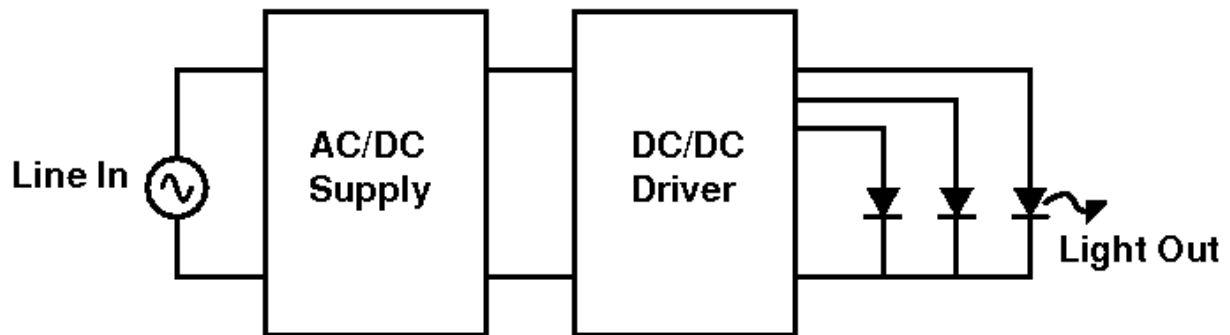 Line In
AC/DC
Supply
DC/DC
Driver
Light Out